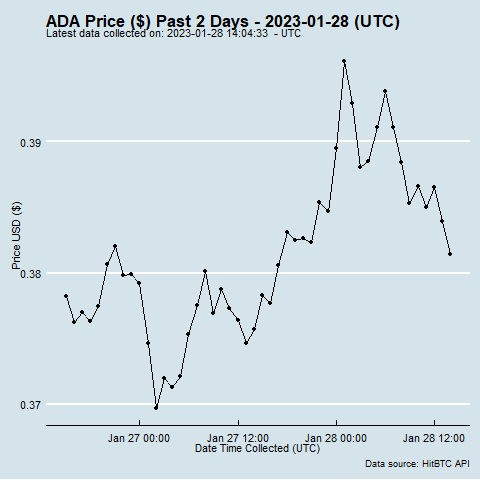 ADA Price ($) Past 2 Days - 2023-01-28 (UTC)
Latest data collected on: 2023-01-28 14:04:33  - UTC
0.39
0.38
0.37
Price USD ($)
Jan 27 00:00
Jan 27 12:00
Jan 28 00:00
Jan 28 12:00
Date Time Collected (UTC)
Data source: HitBTC API